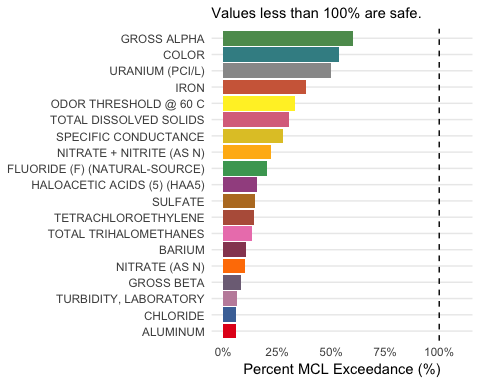 Values less than 100% are safe.
GROSS ALPHA
COLOR
URANIUM (PCI/L)
IRON
ODOR THRESHOLD @ 60 C
TOTAL DISSOLVED SOLIDS
SPECIFIC CONDUCTANCE
NITRATE + NITRITE (AS N)
FLUORIDE (F) (NATURAL-SOURCE)
HALOACETIC ACIDS (5) (HAA5)
SULFATE
TETRACHLOROETHYLENE
TOTAL TRIHALOMETHANES
BARIUM
NITRATE (AS N)
GROSS BETA
TURBIDITY, LABORATORY
CHLORIDE
ALUMINUM
0% 25% 50% 75% 100%
Percent MCL Exceedance (%)